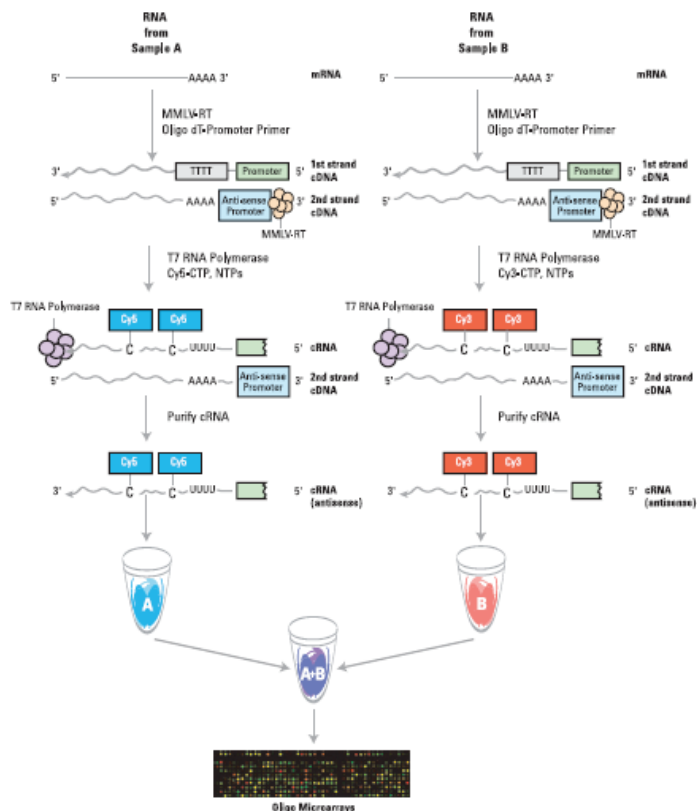 RNA
from
Sample A
5' AAAA 3' mRNA
MMLV-RT
Oligo dT-Promoter Primer
3' TTTT Promoter 5' 1st strand
cDNA
5' AAAA Anti-sense
Promoter 3' 2nd strand
cDNA
MMLV-RT
T7 RNA Polymerase
Cy5-CTP, NTPs
T7 RNA Polymerase
Cy5 Cy5
C C UUUU cRNA
5' AAAA Anti-sense
Promoter 3' 2nd strand
cDNA
Purify cRNA
Cy5 Cy5
3' C C UUUU 5' cRNA
(antisense)
A
RNA
from
Sample B
5' AAAA 3' mRNA
MMLV-RT
Oligo dT-Promoter Primer
3' TTTT Promoter 5' 1st strand
cDNA
5' AAAA Anti-sense
Promoter 3' 2nd strand
cDNA
MMLV-RT
T7 RNA Polymerase
Cy3-CTP, NTPs
T7 RNA Polymerase
Cy3 Cy3
C C UUUU cRNA
5' AAAA Anti-sense
Promoter 3' 2nd strand
cDNA
Purify cRNA
Cy3 Cy3
3' C C UUUU 5' cRNA
(antisense)
B
A+B
Oligo Microarrays